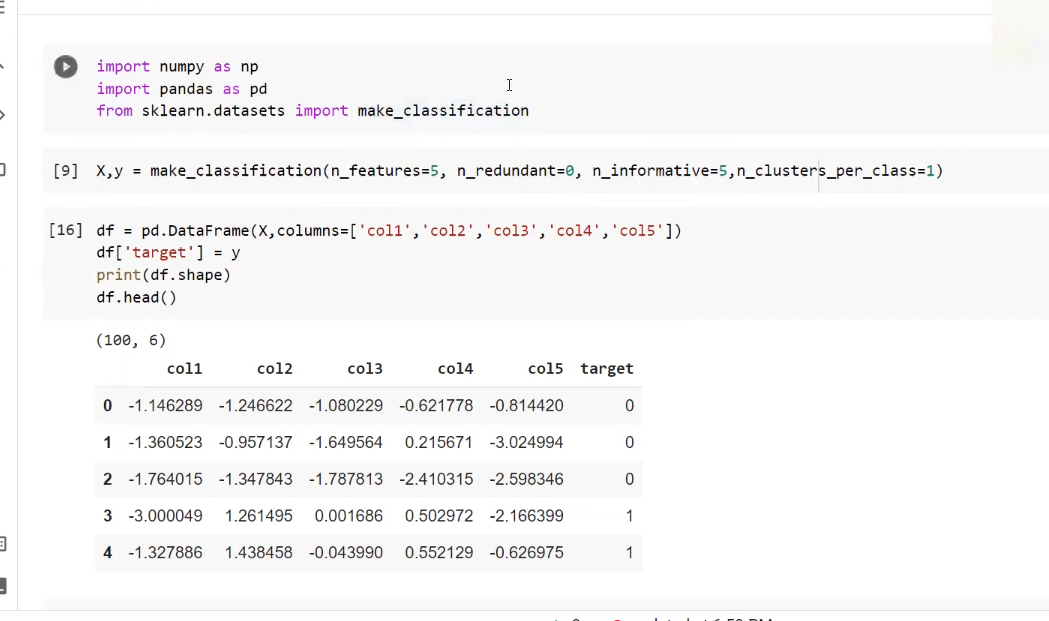 import numpy as np
import pandas as pd
from sklearn.datasets import make_classification
[9] X,y = make_classification(n_features=5, n_redundant=0, n_informative=5,n_clusters_per_class=1)
[16] df = pd.DataFrame(X,columns=['col1','col2','col3','col4','col5'])
df['target'] = y
print(df.shape)
df.head()
(100, 6)
col1 col2 col3 col4 col5 target
0 -1.146289 -1.246622 -1.080229 -0.621778 -0.814420 0
1 -1.360523 -0.957137 -1.649564 0.215671 -3.024994 0
2 -1.764015 -1.347843 -1.787813 -2.410315 -2.598346 0
3 -3.000049 1.261495 0.001686 0.502972 -2.166399 1
4 -1.327886 1.438458 -0.043990 0.552129 -0.626975 1